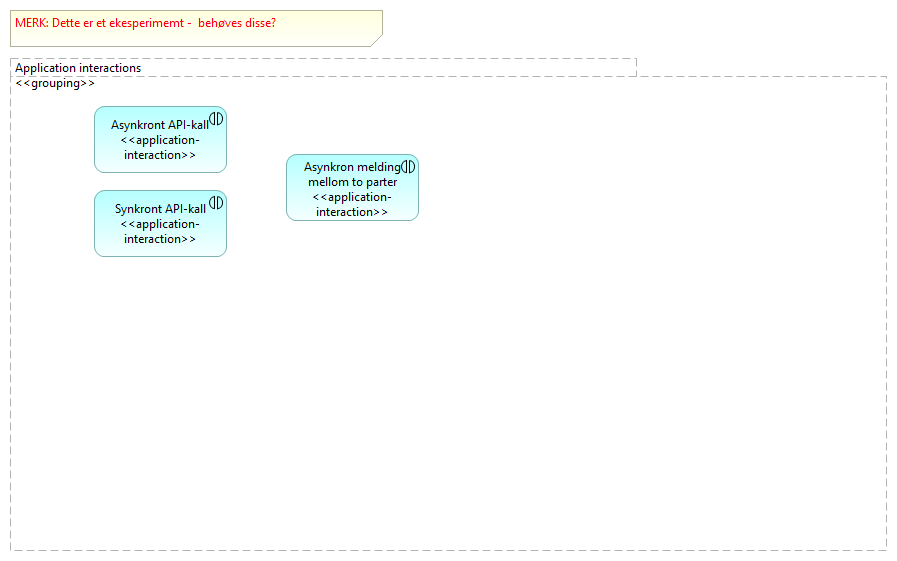 MERK: Dette er et ekesperimemt -  behøves disse?
Application interactions
<<grouping>>
Asynkront API-kall
<<application-
interaction>>
Asynkron melding
mellom to parter
<<application-
interaction>>
Synkront API-kall
<<application-
interaction>>